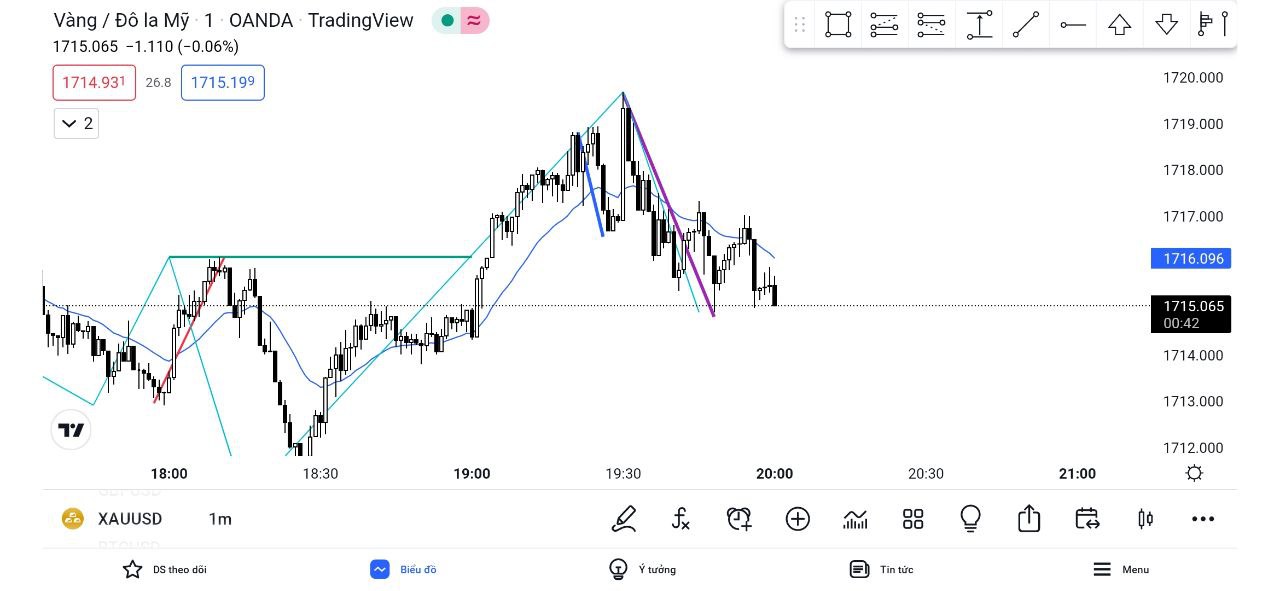 Vàng / Đô la Mỹ · 1 · OANDA · TradingView
1715.065 −1.110 (−0.06%)
1714.931 26.8 1715.199
2
1720.000
1719.000
1718.000
1717.000
1716.096
1715.065
00:42
1714.000
1713.000
1712.000
18:00 18:30 19:00 19:30 20:00 20:30 21:00
XAUUSD 1m
DS theo dõi Biểu đồ Ý tưởng Tin tức Menu